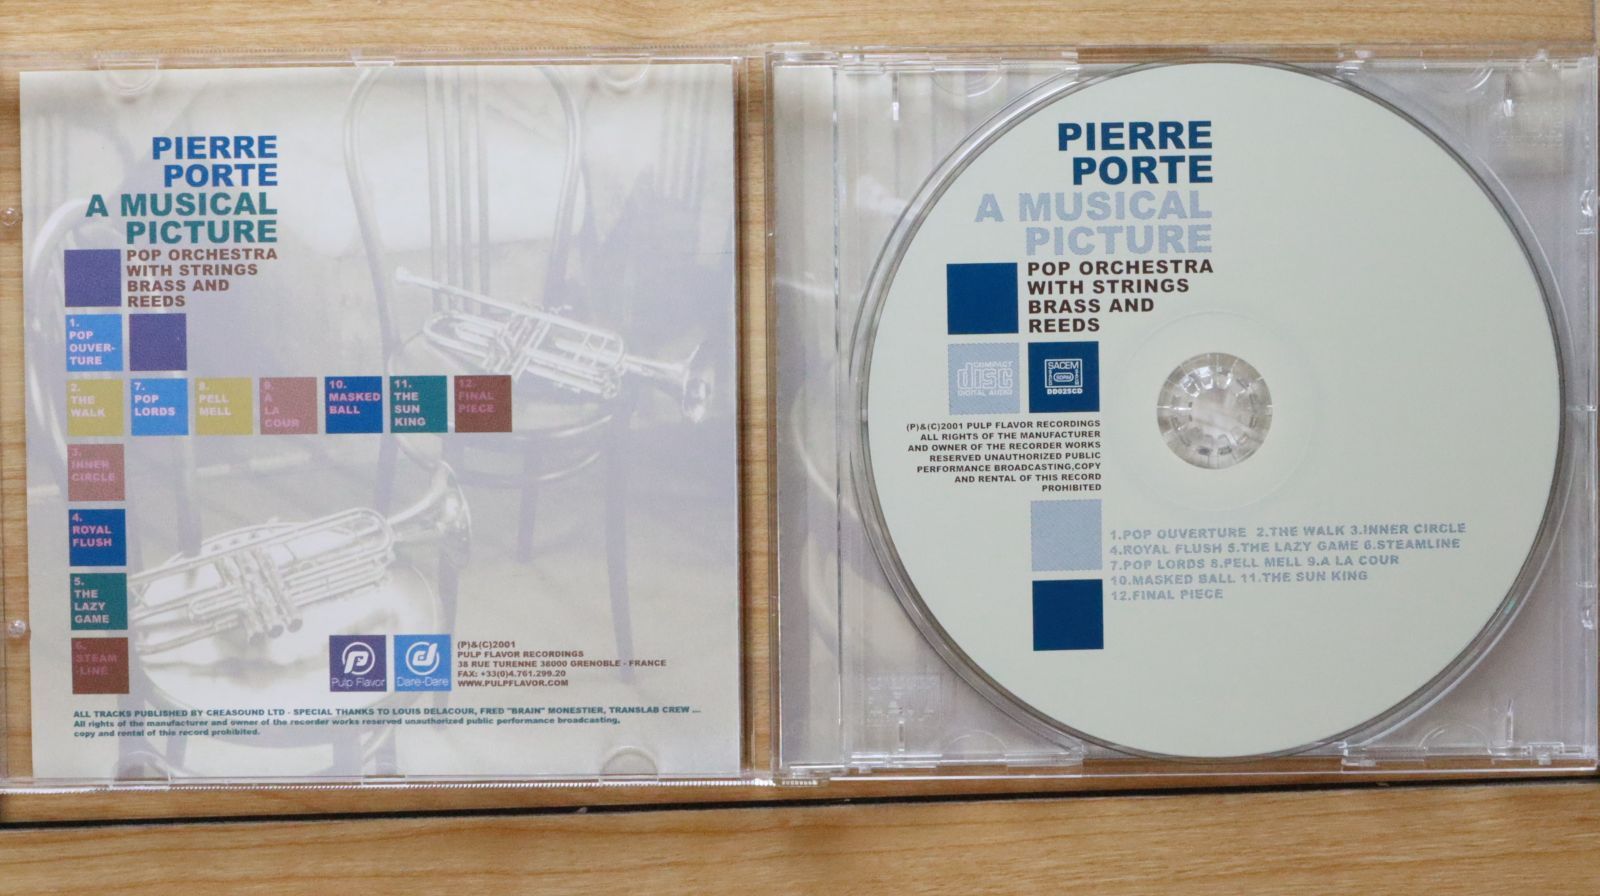 PIERRE
PORTE
A MUSICAL
PICTURE
POP ORCHESTRA
WITH STRINGS
BRASS AND
REEDS
1.
POP
OUVER-
TURE
2.
THE
WALK
7.
POP
LORDS
8.
PELL
MELL
9.
A
LA
COUR
10.
MASKED
BALL
11.
THE
SUN
KING
12.
FINAL
PIECE
3.
INNER
CIRCLE
4.
ROYAL
FLUSH
5.
THE
LAZY
GAME
6.
STEAM
-LINE
Pulp Flavor
Dare-Dare
(P)&(C)2001
PULP FLAVOR RECORDINGS
38 RUE TURENNE 38000 GRENOBLE - FRANCE
FAX: +33(0)4.761.299.20
WWW.PULPFLAVOR.COM
ALL TRACKS PUBLISHED BY CREASOUND LTD - SPECIAL THANKS TO LOUIS DELACOUR, FRED "BRAIN" MONESTIER, TRANSLAB CREW ...
All rights of the manufacturer and owner of the recorder works reserved unauthorized public performance broadcasting,
copy and rental of this record prohibited.
PIERRE
PORTE
A MUSICAL
PICTURE
POP ORCHESTRA
WITH STRINGS
BRASS AND
REEDS
COMPACT
disc
DIGITAL AUDIO
SACEM
SDRM
DD025CD
(P)&(C)2001 PULP FLAVOR RECORDINGS
ALL RIGHTS OF THE MANUFACTURER
AND OWNER OF THE RECORDER WORKS
RESERVED UNAUTHORIZED PUBLIC
PERFORMANCE BROADCASTING,COPY
AND RENTAL OF THIS RECORD
PROHIBITED
1.POP OUVERTURE 2.THE WALK 3.INNER CIRCLE
4.ROYAL FLUSH 5.THE LAZY GAME 6.STEAMLINE
7.POP LORDS 8.PELL MELL 9.A LA COUR
10.MASKED BALL 11.THE SUN KING
12.FINAL PIECE